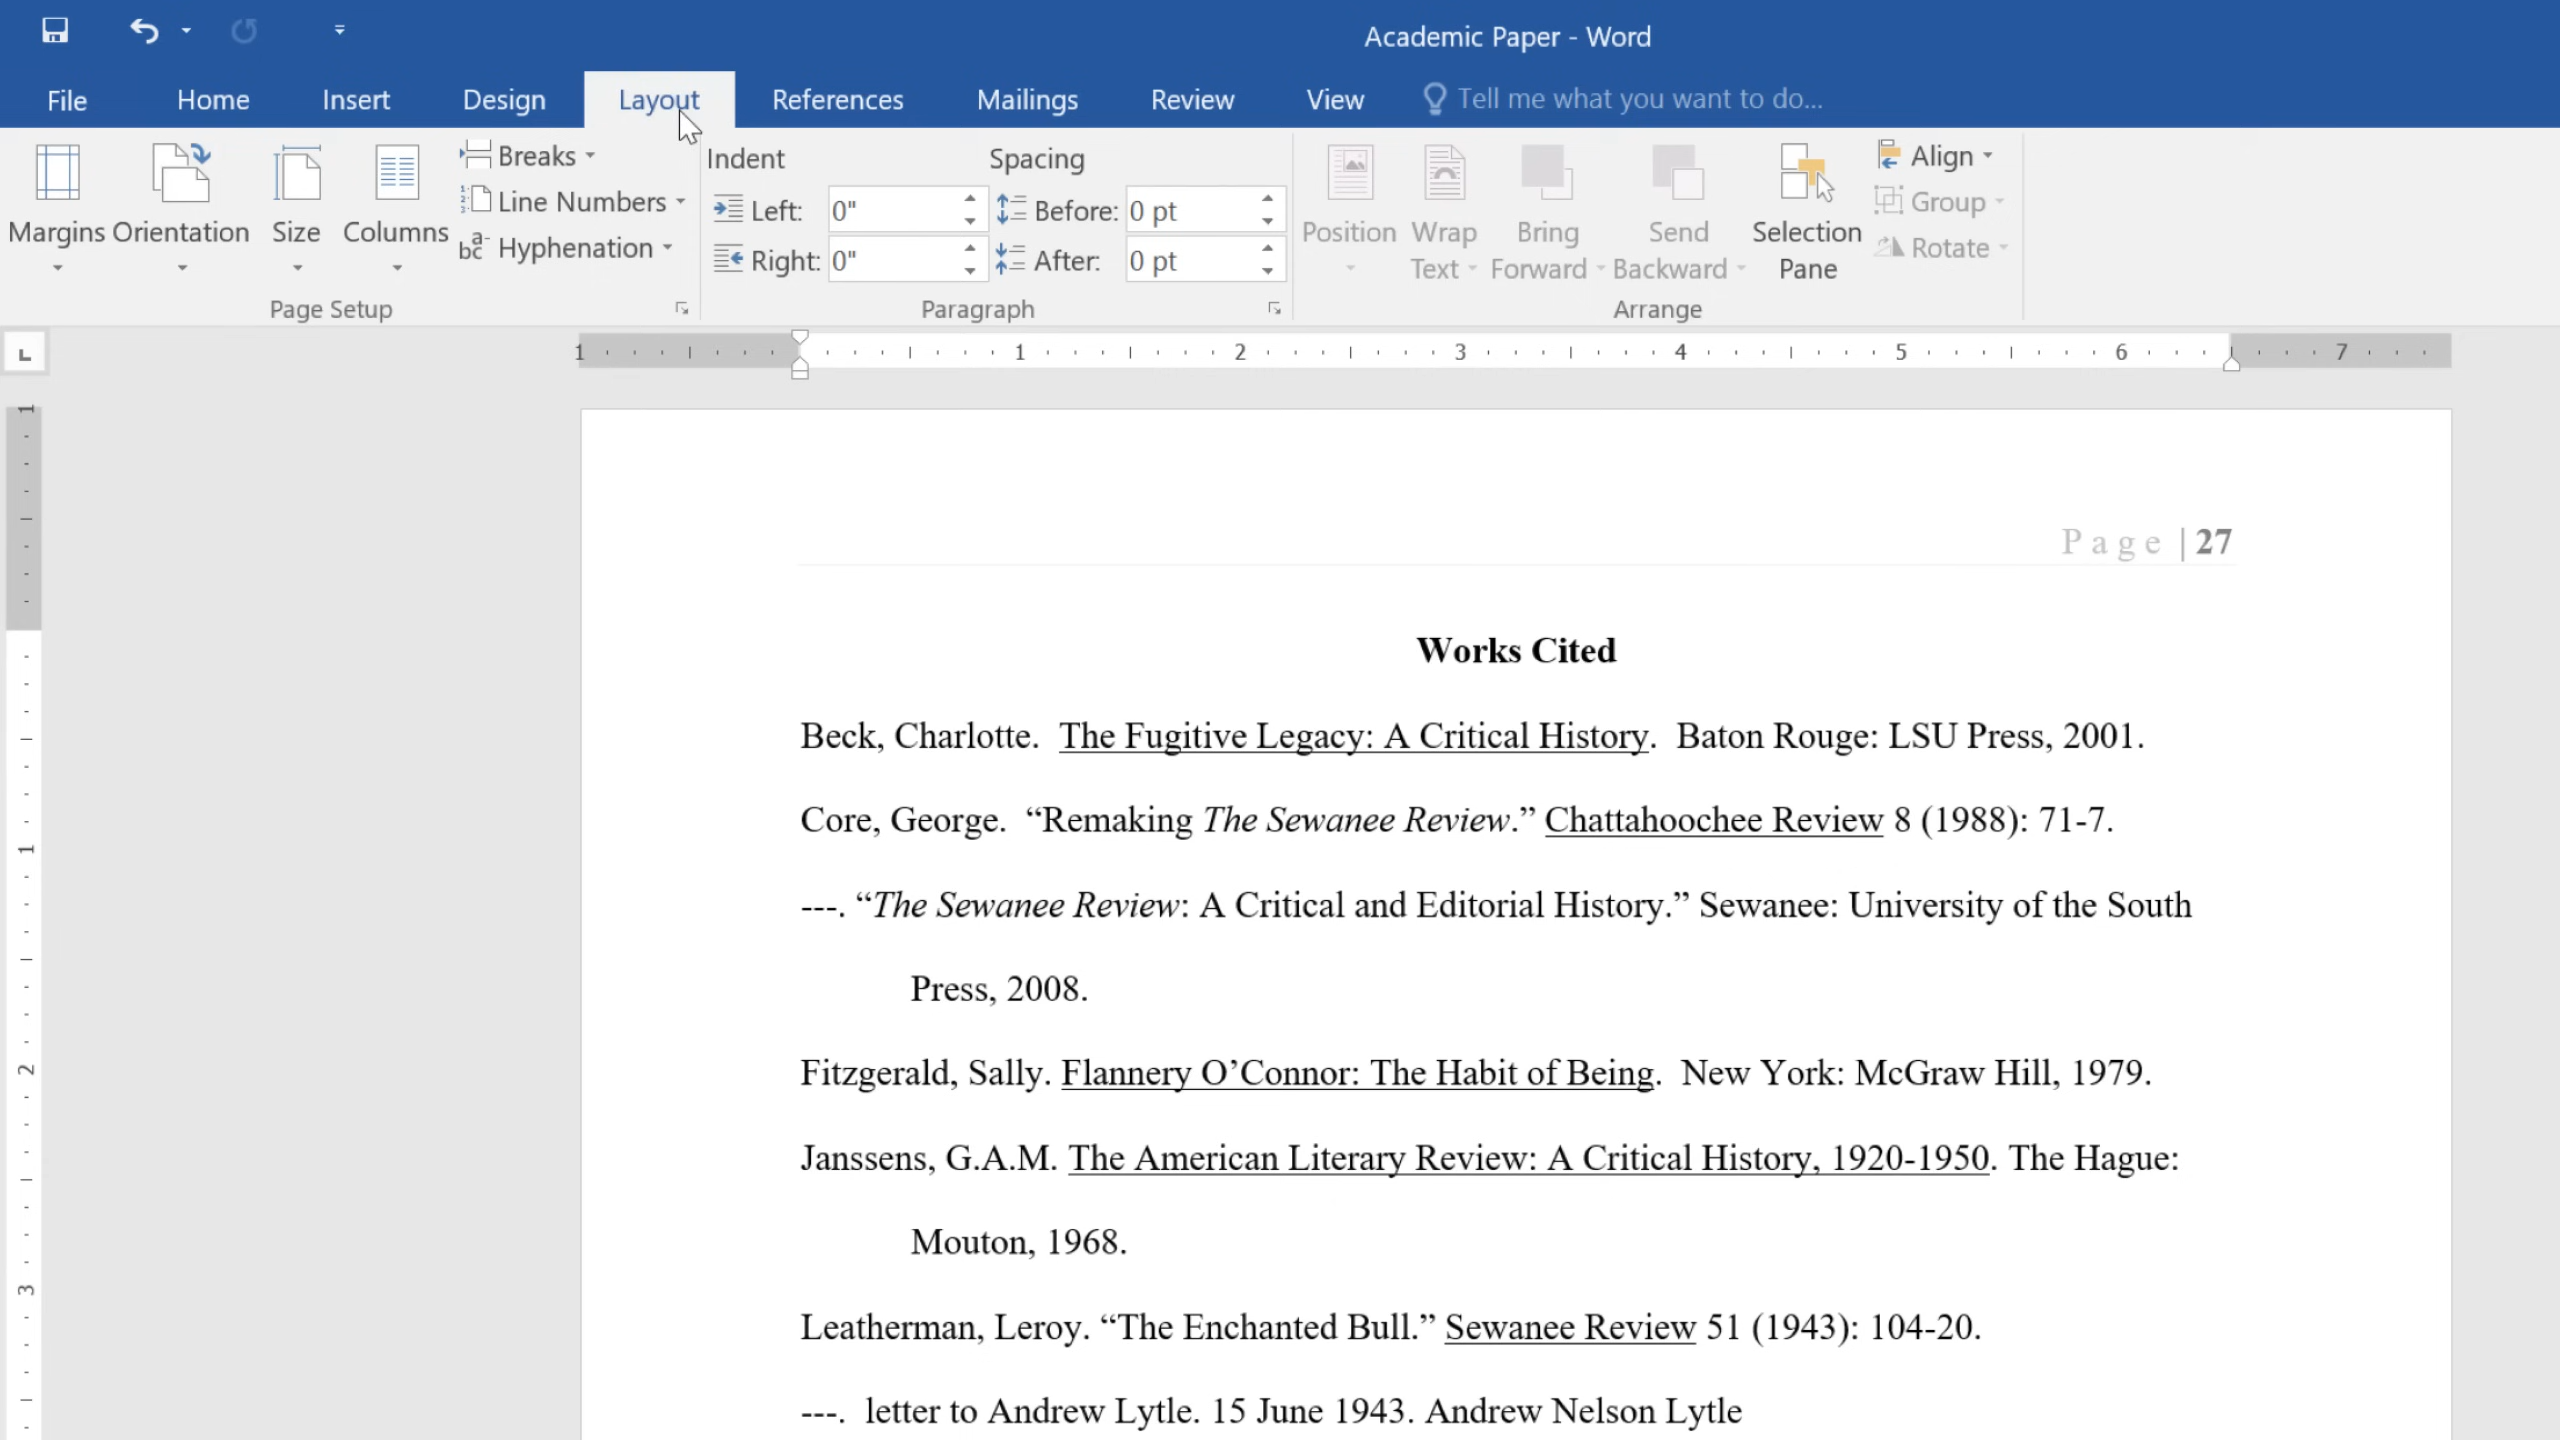 Academic Paper - Word
File Home Insert Design Layout References Mailings Review View Tell me what you want to do...
Margins Orientation Size Columns
Breaks
Line Numbers
Hyphenation
Page Setup
Indent Spacing
Left: 0" Before: 0 pt
Right: 0" After: 0 pt
Paragraph
Position Wrap Text Bring Forward Send Backward Selection Pane
Align
Group
Rotate
Arrange
1 1 2 3 4 5 6 7
1
1
2
3
Page | 27
Works Cited
Beck, Charlotte.  The Fugitive Legacy: A Critical History.  Baton Rouge: LSU Press, 2001.
Core, George.  “Remaking The Sewanee Review.” Chattahoochee Review 8 (1988): 71-7.
---. “The Sewanee Review: A Critical and Editorial History.” Sewanee: University of the South
Press, 2008.
Fitzgerald, Sally. Flannery O’Connor: The Habit of Being.  New York: McGraw Hill, 1979.
Janssens, G.A.M. The American Literary Review: A Critical History, 1920-1950. The Hague:
Mouton, 1968.
Leatherman, Leroy. “The Enchanted Bull.” Sewanee Review 51 (1943): 104-20.
---.  letter to Andrew Lytle. 15 June 1943. Andrew Nelson Lytle